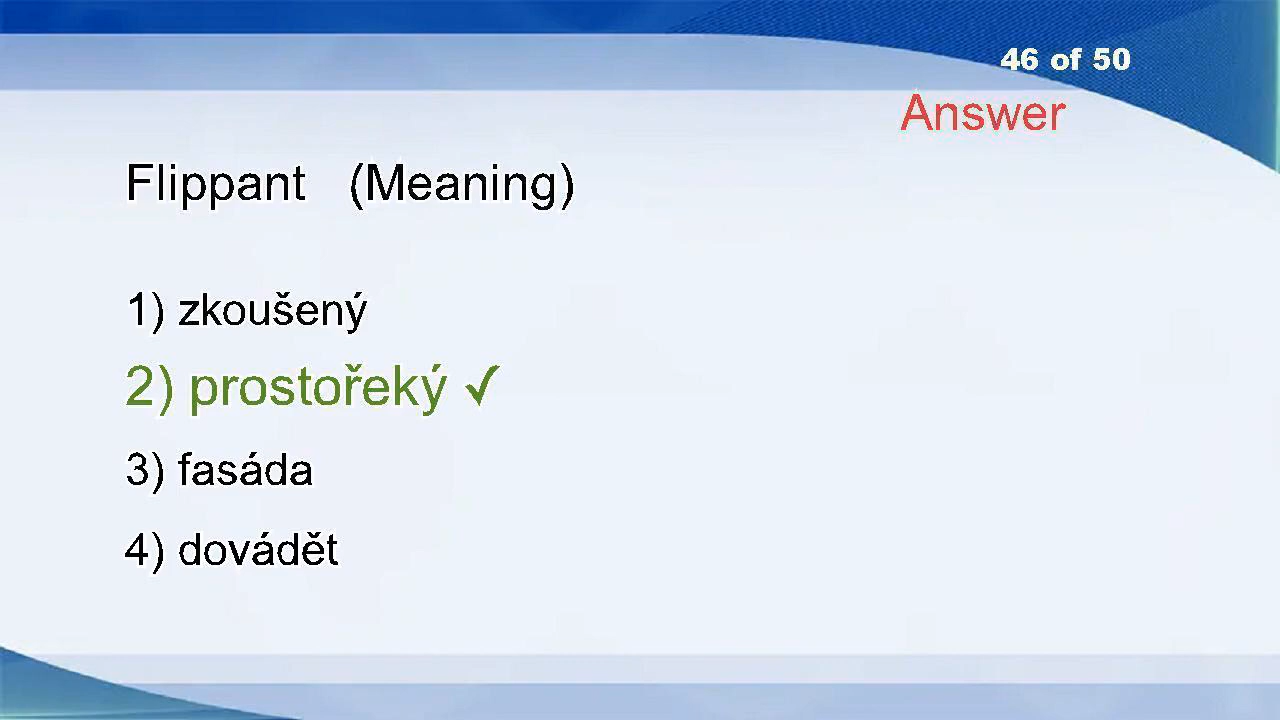 46 of 50
Answer
Flippant (Meaning)
1) zkoušený
2) prostořeký ✓
3) fasáda
4) dovádět